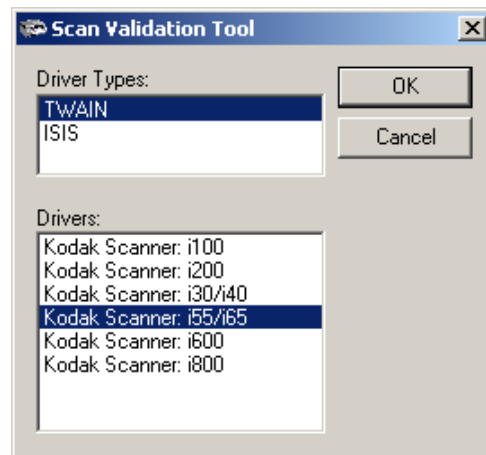 Scan Validation Tool
Driver Types:
TWAIN
ISIS
OK
Cancel
Drivers:
Kodak Scanner: i100
Kodak Scanner: i200
Kodak Scanner: i30/i40
Kodak Scanner: i55/i65
Kodak Scanner: i600
Kodak Scanner: i800